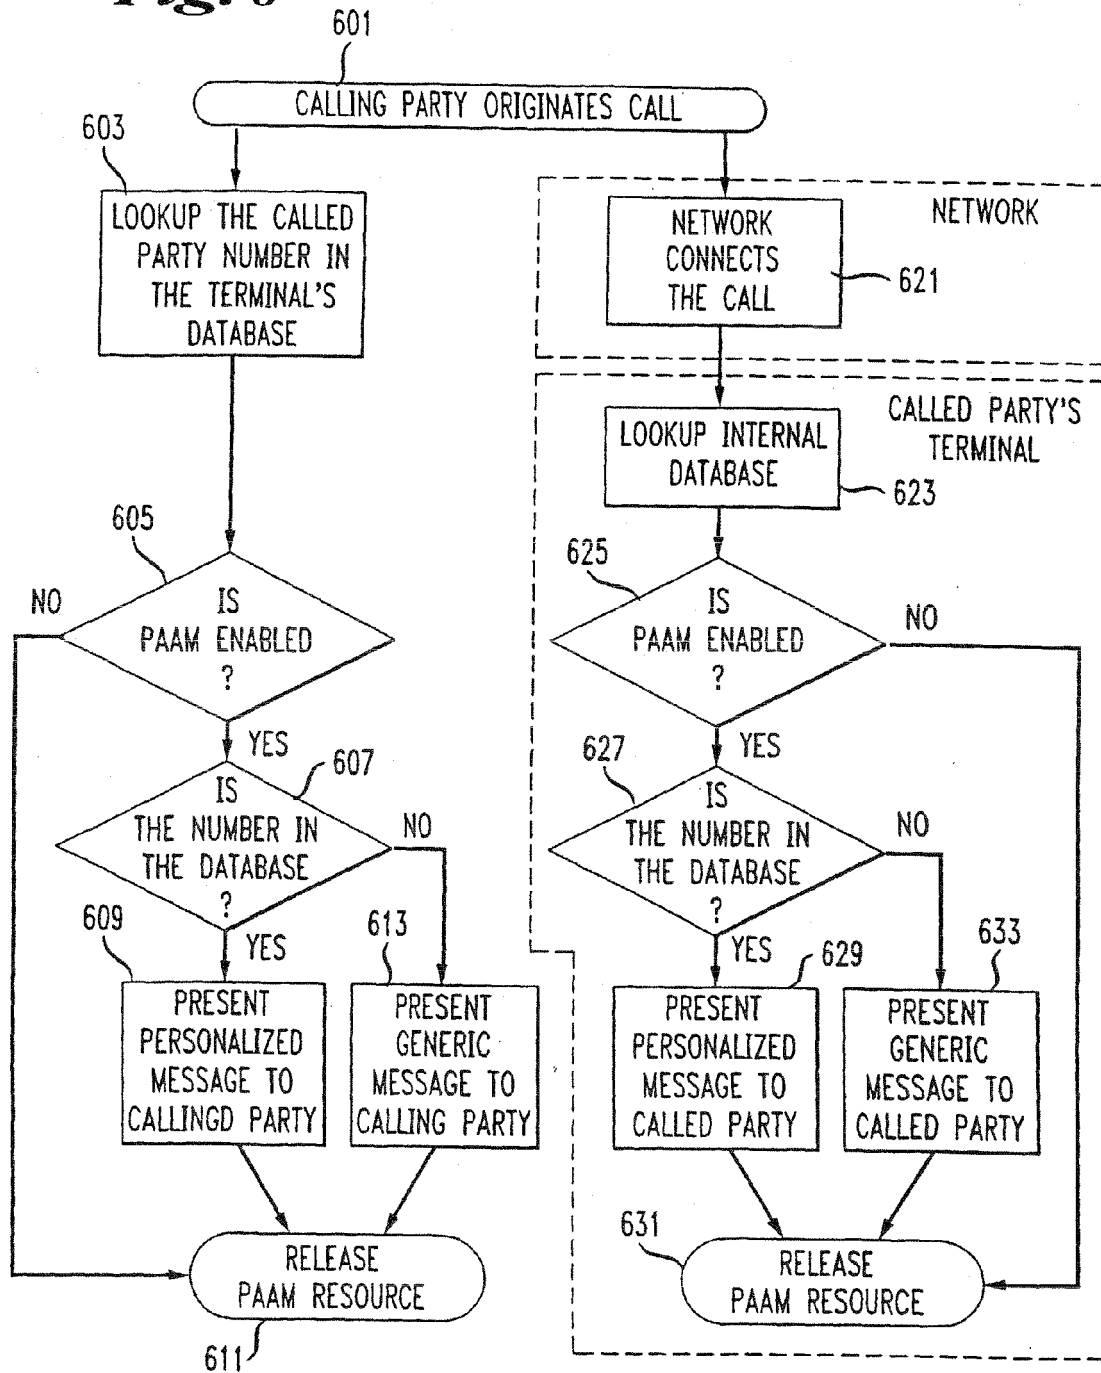 601
CALLING PARTY ORIGINATES CALL
603
LOOKUP THE CALLED
PARTY NUMBER IN
THE TERMINAL'S
DATABASE
NETWORK
CONNECTS
THE CALL
NETWORK
621
LOOKUP INTERNAL
DATABASE
CALLED PARTY'S
TERMINAL
623
605
NO
IS
PAAM ENABLED
?
YES
625
IS
PAAM ENABLED
?
NO
YES
607
IS
THE NUMBER IN
THE DATABASE
?
NO
YES
627
IS
THE NUMBER IN
THE DATABASE
?
NO
YES
609
PRESENT
PERSONALIZED
MESSAGE TO
CALLINGD PARTY
613
PRESENT
GENERIC
MESSAGE TO
CALLING PARTY
629
PRESENT
PERSONALIZED
MESSAGE TO
CALLED PARTY
633
PRESENT
GENERIC
MESSAGE TO
CALLED PARTY
RELEASE
PAAM RESOURCE
611
631
RELEASE
PAAM RESOURCE